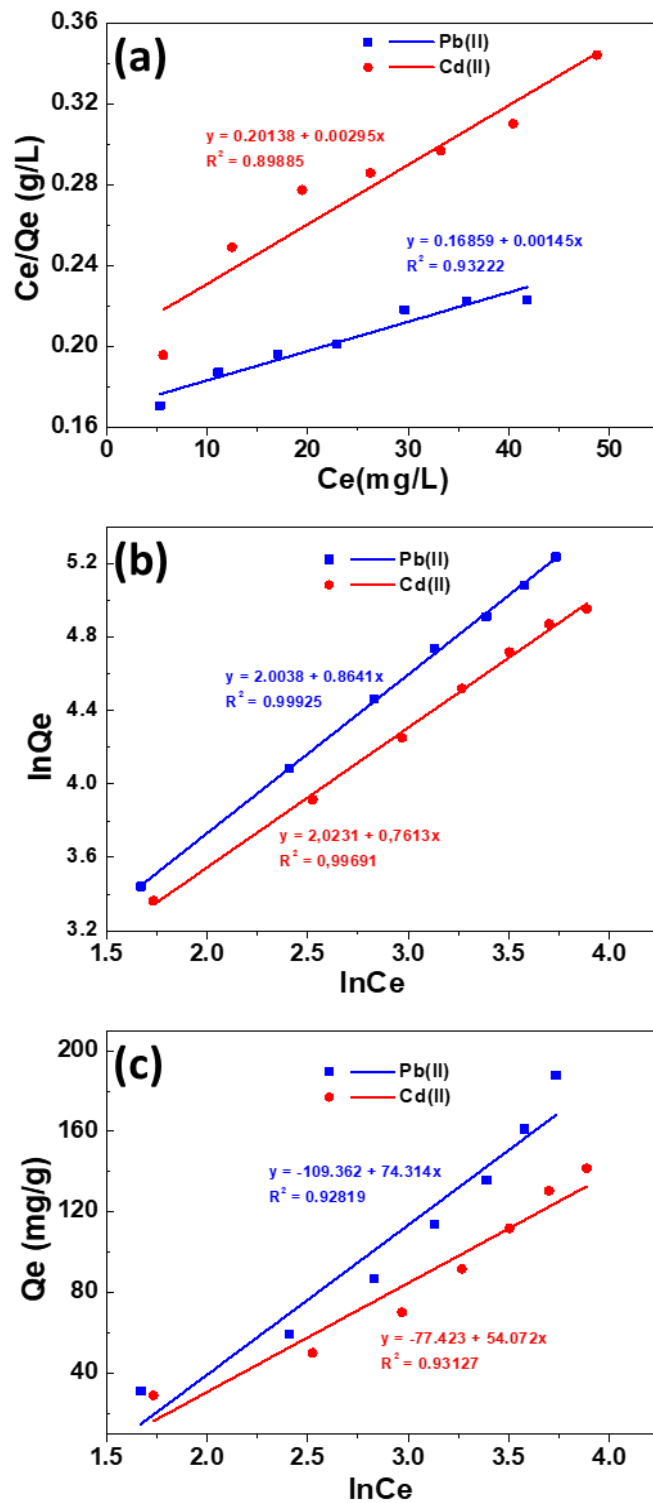 (a)
Pb(II)
Cd(II)
y = 0.20138 + 0.00295x
R² = 0.89885
y = 0.16859 + 0.00145x
R² = 0.93222
Ce/Qe (g/L)
0.36
0.32
0.28
0.24
0.20
0.16
0 10 20 30 40 50
Ce(mg/L)
(b)
Pb(II)
Cd(II)
y = 2.0038 + 0.8641x
R² = 0.99925
y = 2,0231 + 0,7613x
R² = 0,99691
lnQe
5.2
4.8
4.4
4.0
3.6
3.2
1.5 2.0 2.5 3.0 3.5 4.0
lnCe
(c)
Pb(II)
Cd(II)
y = -109.362 + 74.314x
R² = 0.92819
y = -77.423 + 54.072x
R² = 0.93127
Qe (mg/g)
200
160
120
80
40
1.5 2.0 2.5 3.0 3.5 4.0
lnCe